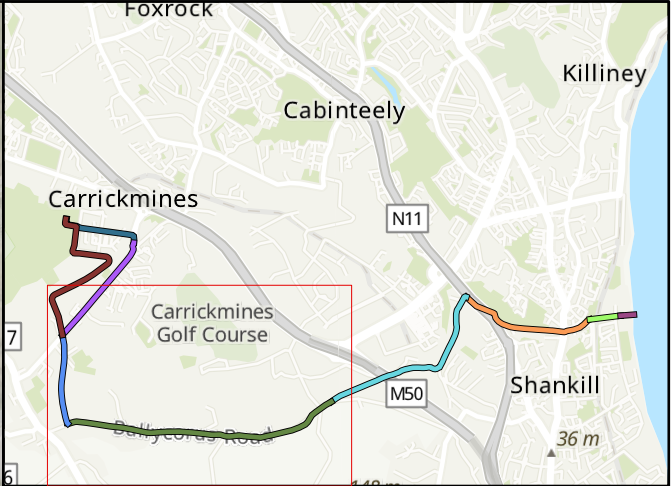 Foxrock
Killiney
Cabinteely
Carrickmines
N11
Carrickmines
Golf Course
7
M50
Shankill
Ballycorus Road
36 m
6